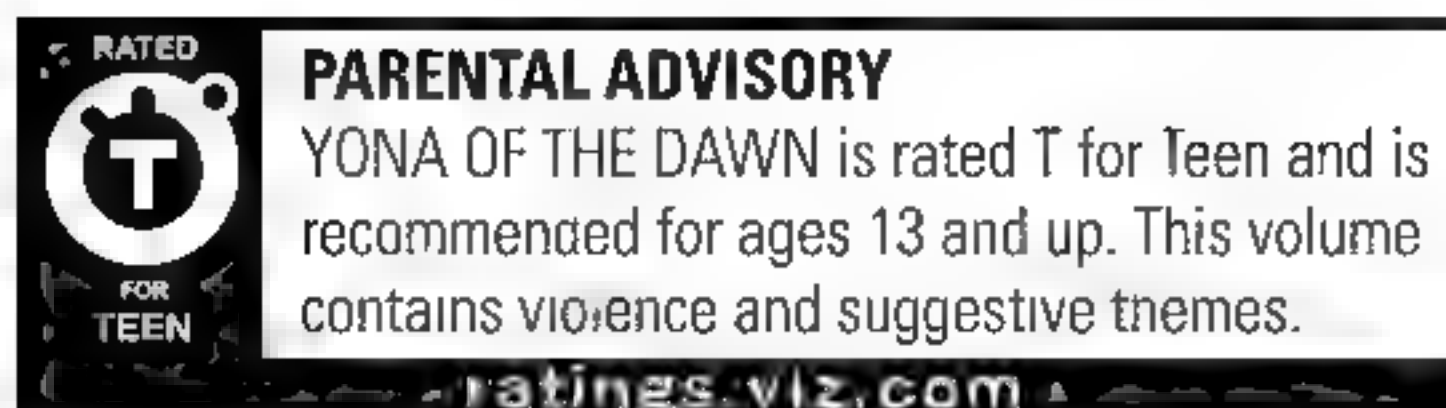 RATED
T
FOR
TEEN
PARENTAL ADVISORY
YONA OF THE DAWN is rated T for Teen and is
recommended for ages 13 and up. This volume
contains violence and suggestive themes.
ratings.viz.com